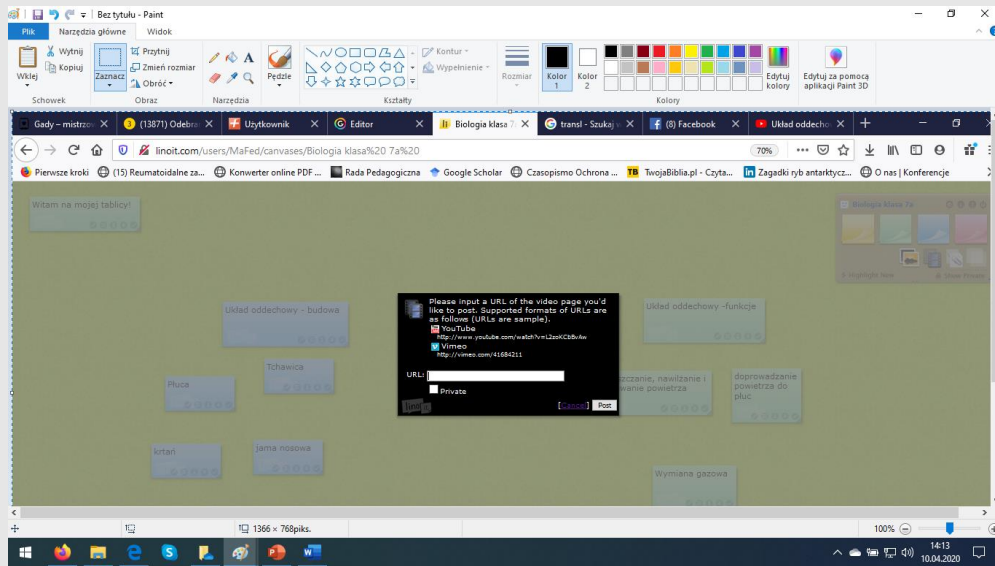 Bez tytułu - Paint
Plik Narzędzia główne Widok
Wklej
Wytnij
Kopiuj
Schowek
Zaznacz
Przytnij
Zmień rozmiar
Obróć
Obraz
Narzędzia
Pędzle
Kształty
Kontur
Wypełnienie
Rozmiar
Kolor 1
Kolor 2
Kolory
Edytuj kolory
Edytuj za pomocą aplikacji Paint 3D
Gady – mistrzow (13871) Odebra Użytkownik Editor Biologia klasa 7 transl - Szukaj (8) Facebook Układ oddecho
linoit.com/users/MaFed/canvases/Biologia klasa%20 7a%20 70%
Pierwsze kroki (15) Reumatoidalne za... Konwerter online PDF ... Rada Pedagogiczna Google Scholar Czasopismo Ochrona ... TwojaBiblia.pl - Czyta... Zagadki ryb antarktycz... O nas | Konferencje
Witam na mojej tablicy!
Biologia klasa 7a
Układ oddechowy - budowa
Układ oddechowy -funkcje
Please input a URL of the video page you'd
like to post. Supported formats of URLs are
as follows (URLs are sample).
YouTube
http://www.youtube.com/watch?v=L2zoKCbBvAw
Vimeo
http://vimeo.com/41684211
URL:
Private
[Cancel] Post
Tchawica
Płuca
krtań
jama nosowa
nawilżanie i
powietrza
doprowadzanie
powietrza do
płuc
Wymiana gazowa
1366 × 768piks. 100%
14:13
10.04.2020